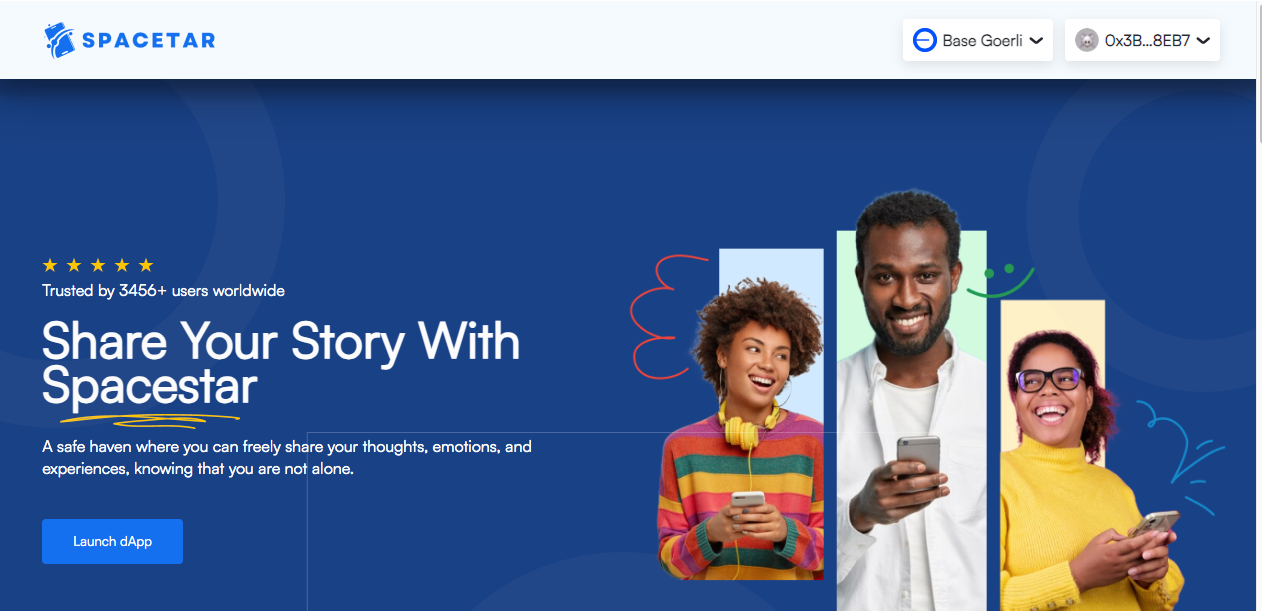 SPACETAR
Base Goerli
0x3B...8EB7
Trusted by 3456+ users worldwide
Share Your Story With
Spacestar
A safe haven where you can freely share your thoughts, emotions, and
experiences, knowing that you are not alone.
Launch dApp